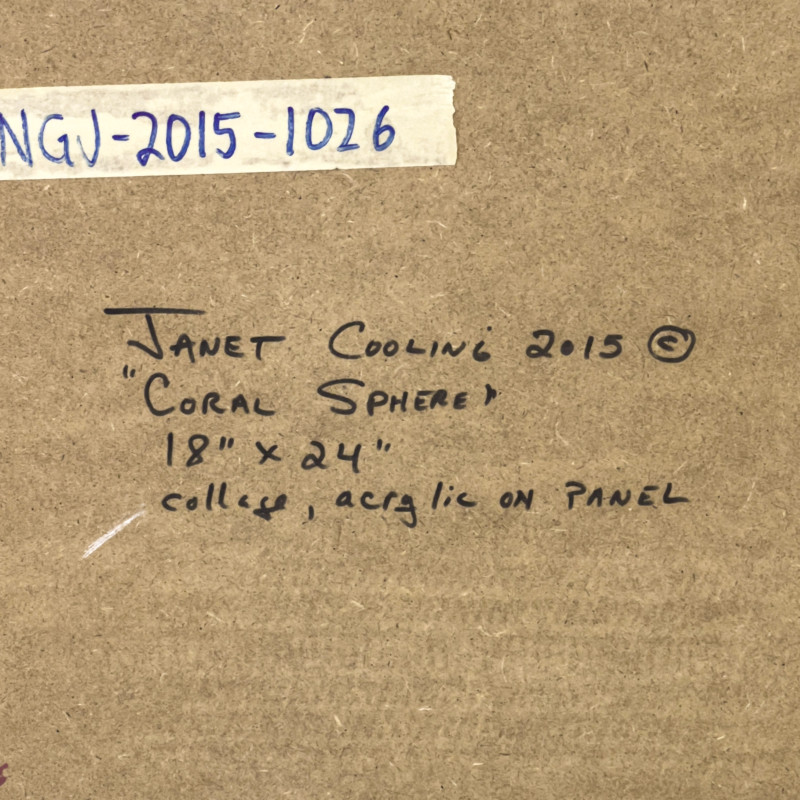 NGJ-2015-1026
JANET COOLING 2015 ©
"CORAL SPHERE"
18" x 24"
collage, acrylic ON PANEL